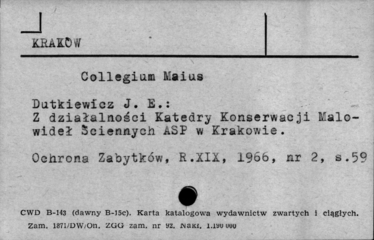 KRAKÓW
Collegium Maius
Dutkiewicz J. E.:
Z działalności Katedry Konserwacji Malo-
wideł Ściennych ASP w Krakowie.
Ochrona Zabytków, R.XIX, 1966, nr 2, s.59
CWD B-143 (dawny B-15c). Karta katalogowa wydawnictw zwartych i ciągłych.
Zam. 1871/DW/On. ZGG zam. nr 92. Nakł. 1.190 000